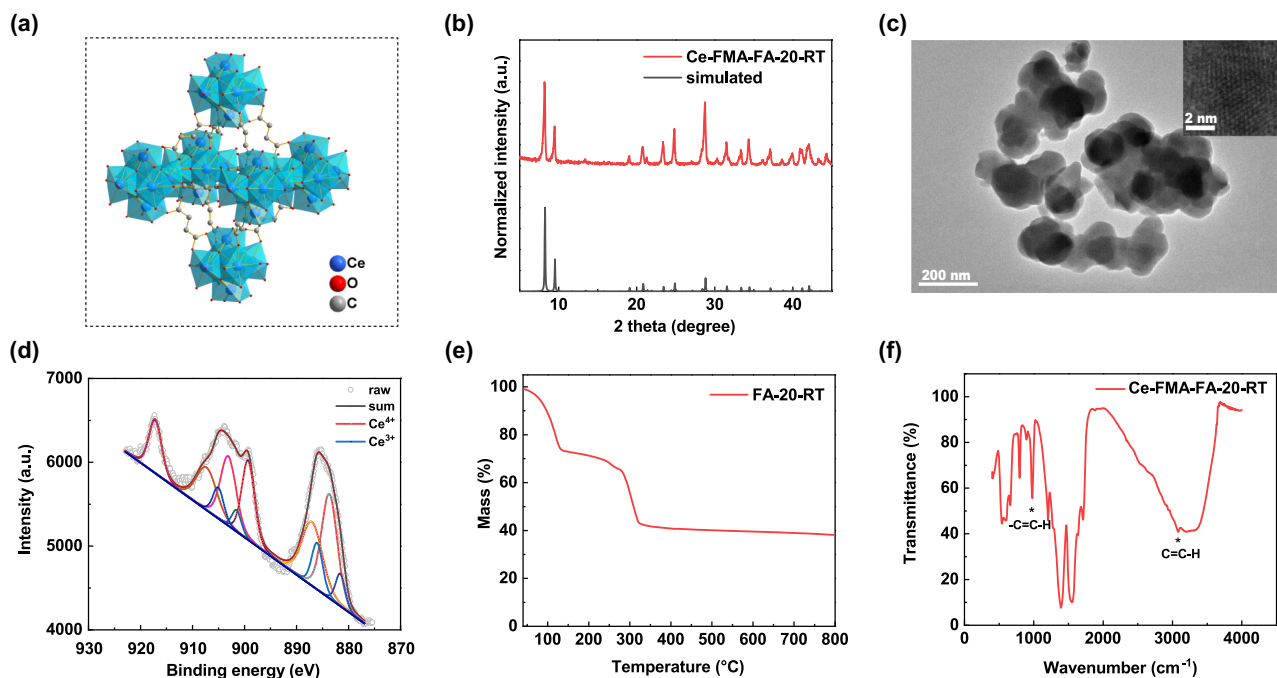 (a)
Ce
O
C
(b)
Normalized intensity (a.u.)
Ce-FMA-FA-20-RT
simulated
10 20 30 40
2 theta (degree)
(c)
2 nm
200 nm
(d)
Intensity (a.u.)
7000
6000
5000
4000
raw
sum
Ce⁴⁺
Ce³⁺
930 920 910 900 890 880 870
Binding energy (eV)
(e)
Mass (%)
100
80
60
40
20
0
FA-20-RT
100 200 300 400 500 600 700 800
Temperature (°C)
(f)
Transmittance (%)
100
80
60
40
20
0
Ce-FMA-FA-20-RT
*
-C=C-H
*
C=C-H
0 1000 2000 3000 4000
Wavenumber (cm⁻¹)